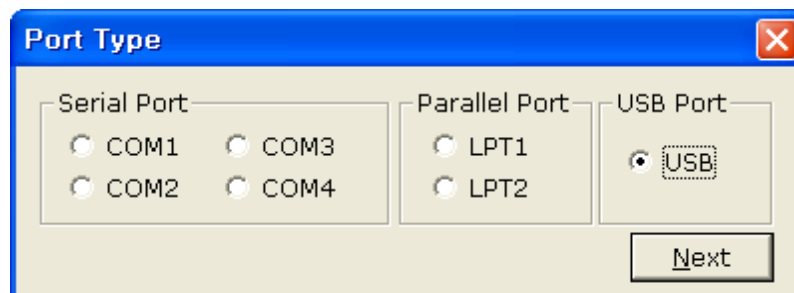 Port Type
Serial Port
COM1 COM3
COM2 COM4
Parallel Port
LPT1
LPT2
USB Port
USB
Next